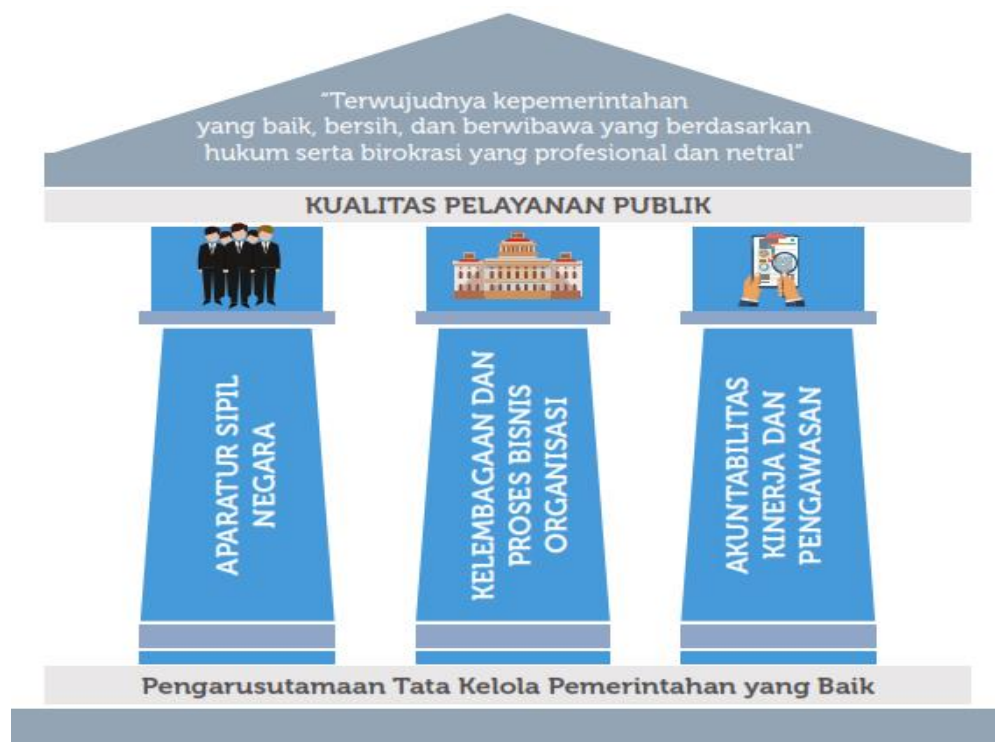 “Terwujudnya kepemerintahan
yang baik, bersih, dan berwibawa yang berdasarkan
hukum serta birokrasi yang profesional dan netral”
KUALITAS PELAYANAN PUBLIK
APARATUR SIPIL
NEGARA
KELEMBAGAAN DAN
PROSES BISNIS
ORGANISASI
AKUNTABILITAS
KINERJA DAN
PENGAWASAN
Pengarusutamaan Tata Kelola Pemerintahan yang Baik